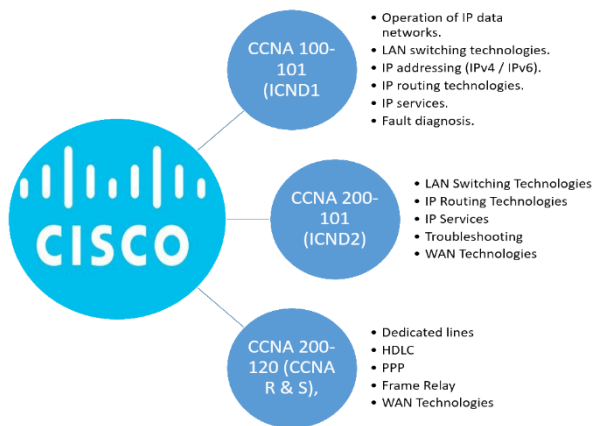 CISCO
CCNA 100-
101
(ICND1
• Operation of IP data
networks.
• LAN switching technologies.
• IP addressing (IPv4 / IPv6).
• IP routing technologies.
• IP services.
• Fault diagnosis.
CCNA 200-
101
(ICND2)
• LAN Switching Technologies
• IP Routing Technologies
• IP Services
• Troubleshooting
• WAN Technologies
CCNA 200-
120 (CCNA
R & S),
• Dedicated lines
• HDLC
• PPP
• Frame Relay
• WAN Technologies